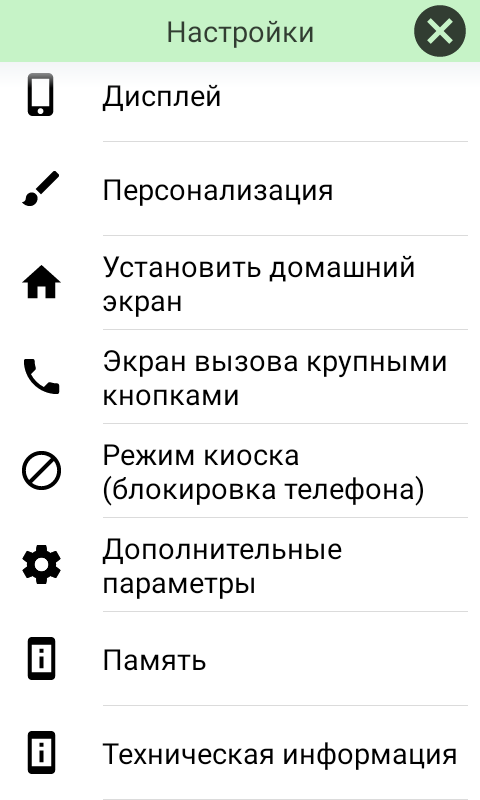 Настройки
Дисплей
Персонализация
Установить домашний
экран
Экран вызова крупными
кнопками
Режим киоска
(блокировка телефона)
Дополнительные
параметры
Память
Техническая информация